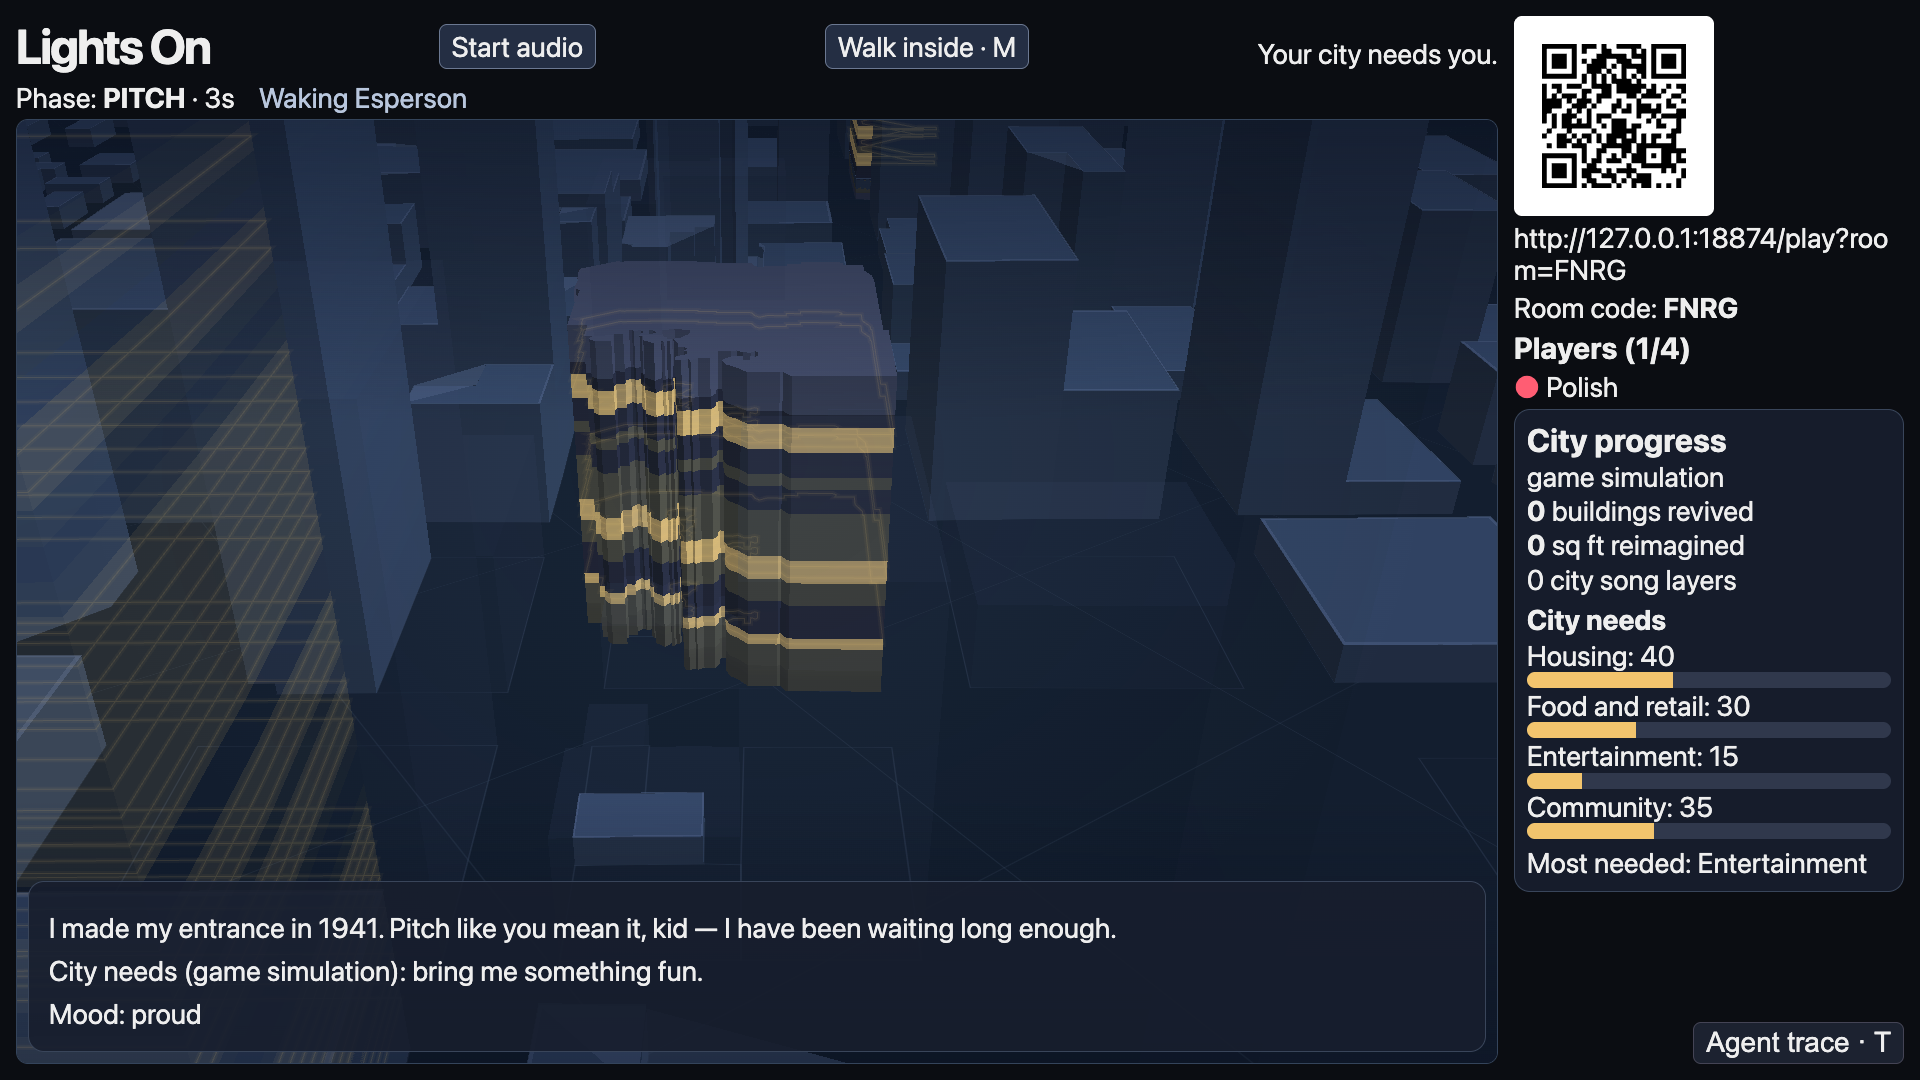 Lights On
Start audio
Walk inside · M
Your city needs you.
Phase: PITCH · 3s Waking Esperson
http://127.0.0.1:18874/play?roo
m=FNRG
Room code: FNRG
Players (1/4)
Polish
City progress
game simulation
0 buildings revived
0 sq ft reimagined
0 city song layers
City needs
Housing: 40
Food and retail: 30
Entertainment: 15
Community: 35
Most needed: Entertainment
I made my entrance in 1941. Pitch like you mean it, kid — I have been waiting long enough.
City needs (game simulation): bring me something fun.
Mood: proud
Agent trace · T